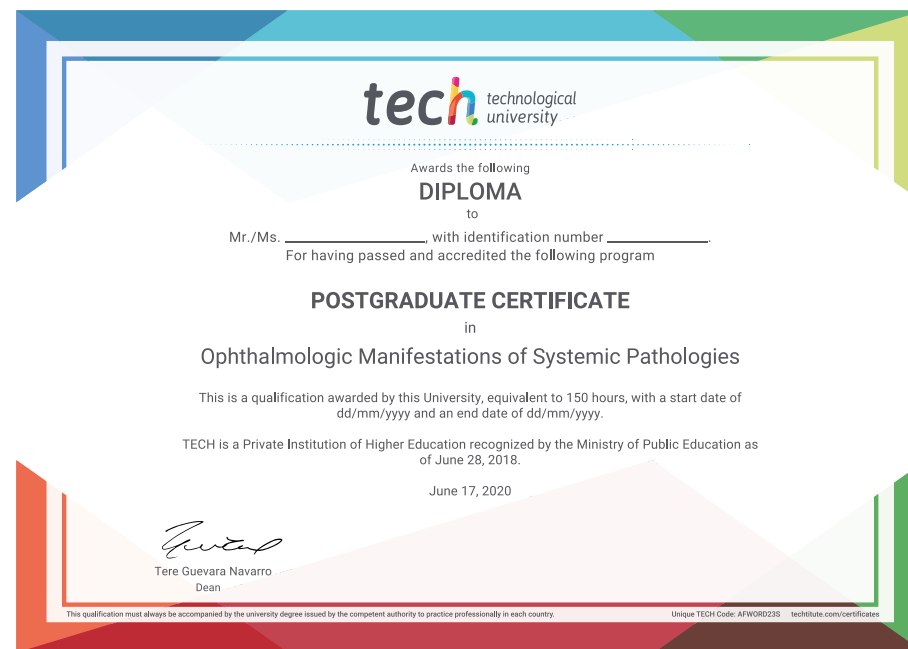 tech technological
university
Awards the following
DIPLOMA
to
Mr./Ms. ____________, with identification number ____________.
For having passed and accredited the following program
POSTGRADUATE CERTIFICATE
in
Ophthalmologic Manifestations of Systemic Pathologies
This is a qualification awarded by this University, equivalent to 150 hours, with a start date of
dd/mm/yyyy and an end date of dd/mm/yyyy.
TECH is a Private Institution of Higher Education recognized by the Ministry of Public Education as
of June 28, 2018.
June 17, 2020
Tere Guevara Navarro
Dean
This qualification must always be accompanied by the university degree issued by the competent authority to practice professionally in each country. Unique TECH Code: AFWORD23S techtitute.com/certificates